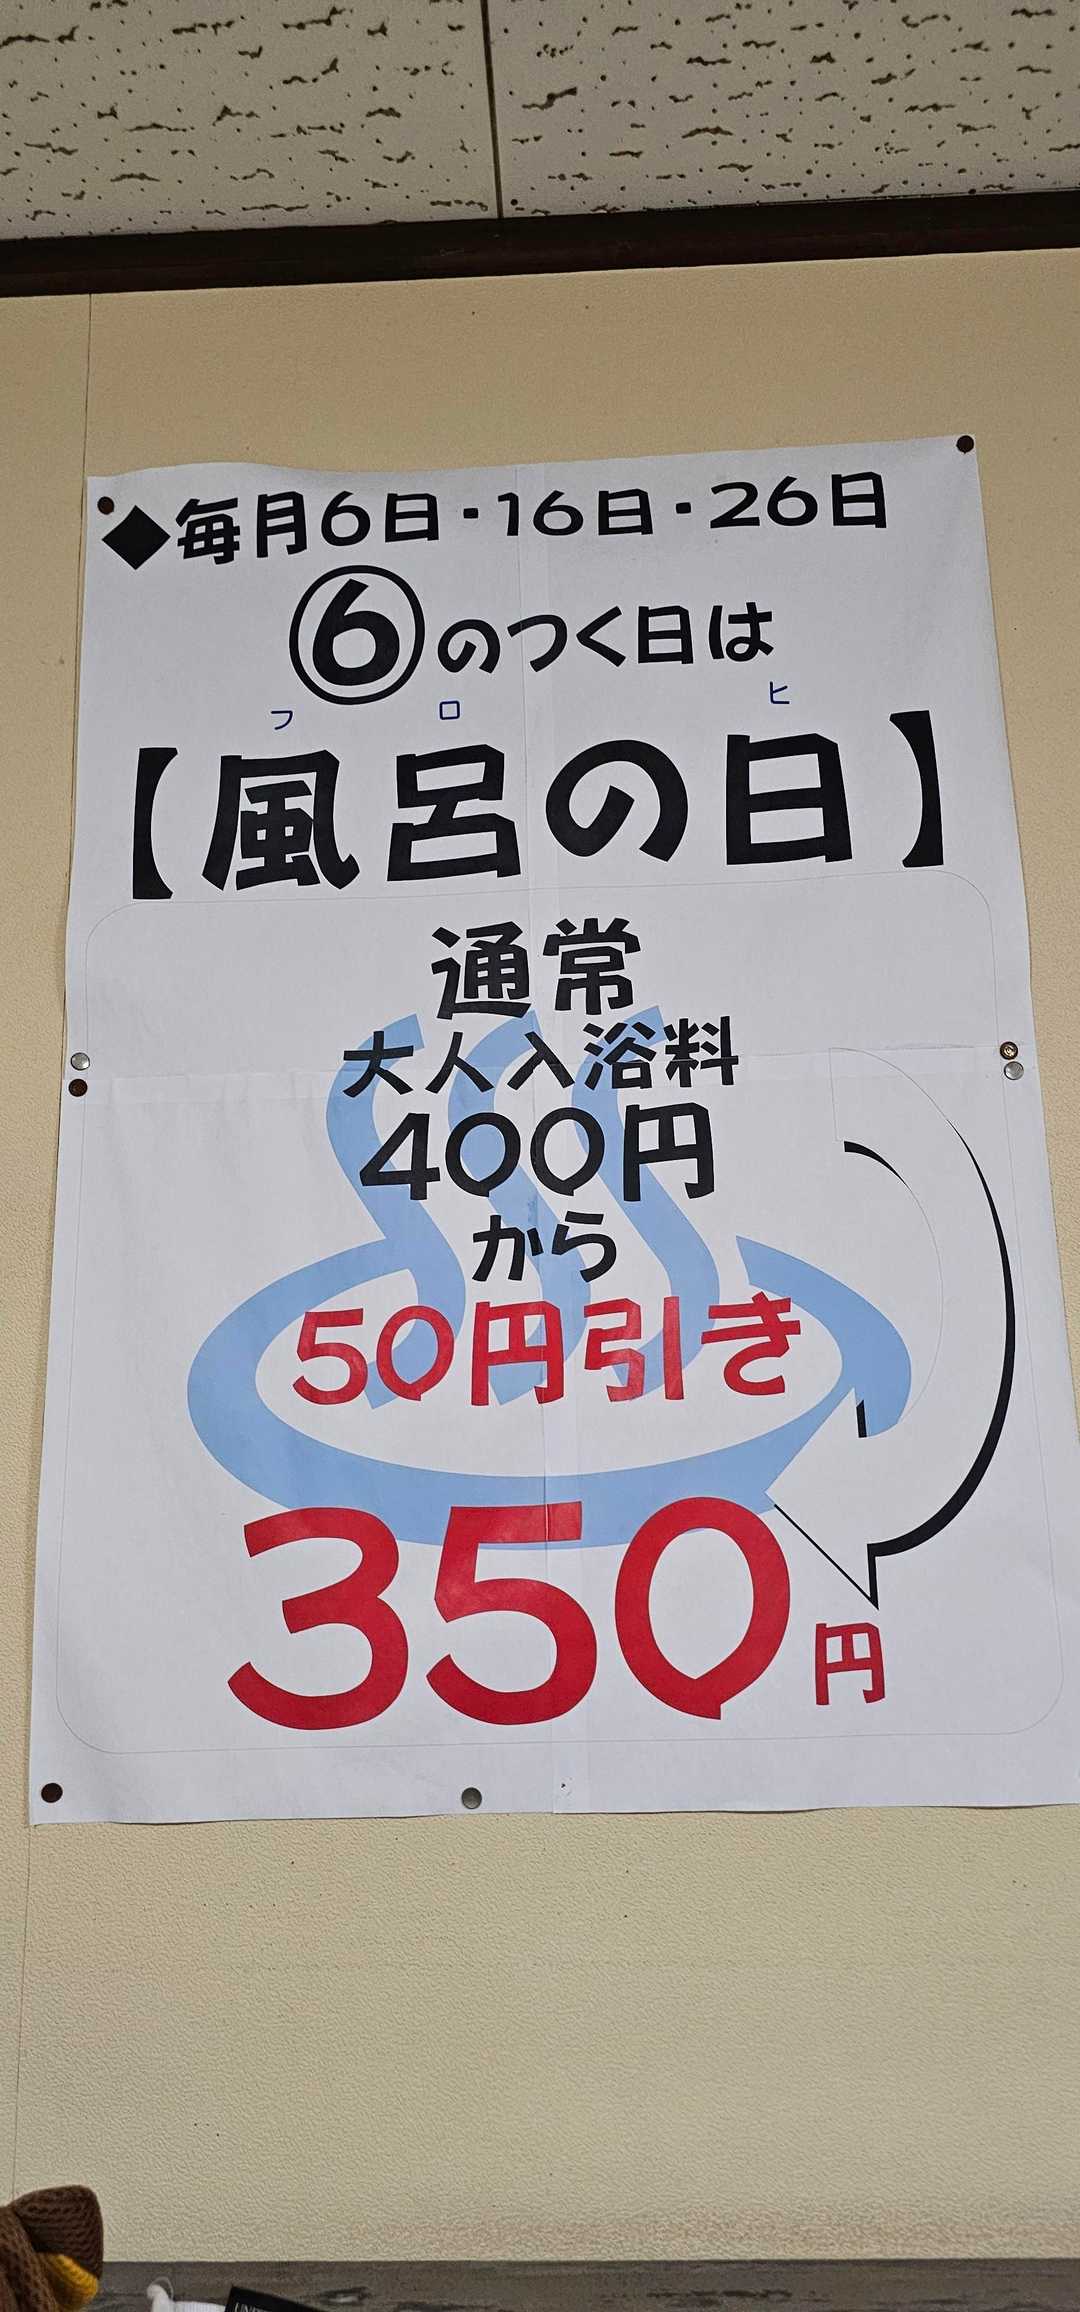 ◆毎月6日・16日・26日
⑥のつく日は
フ ロ ヒ
【風呂の日】
通常
大人入浴料
400円
から
50円引き
350円